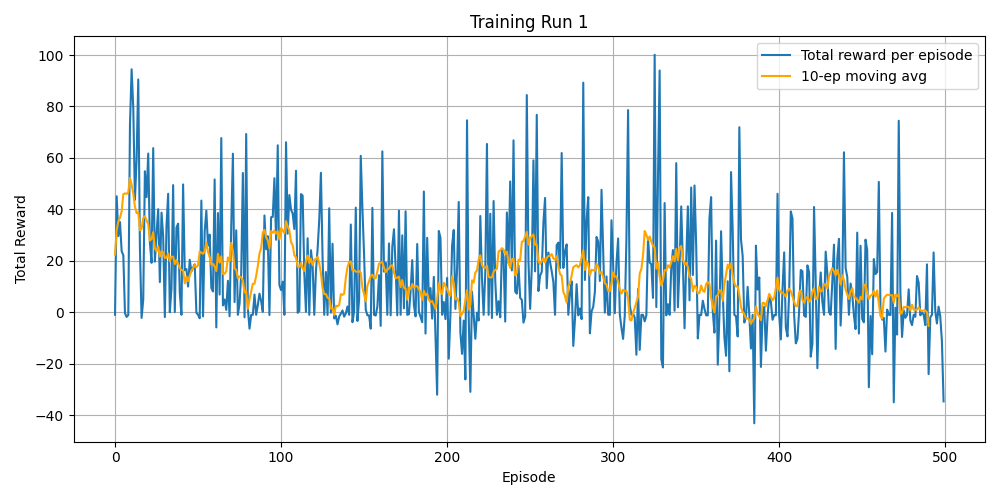 Training Run 1
Total Reward
100
80
60
40
20
0
−20
−40
Total reward per episode
10-ep moving avg
0
100
200
300
400
500
Episode